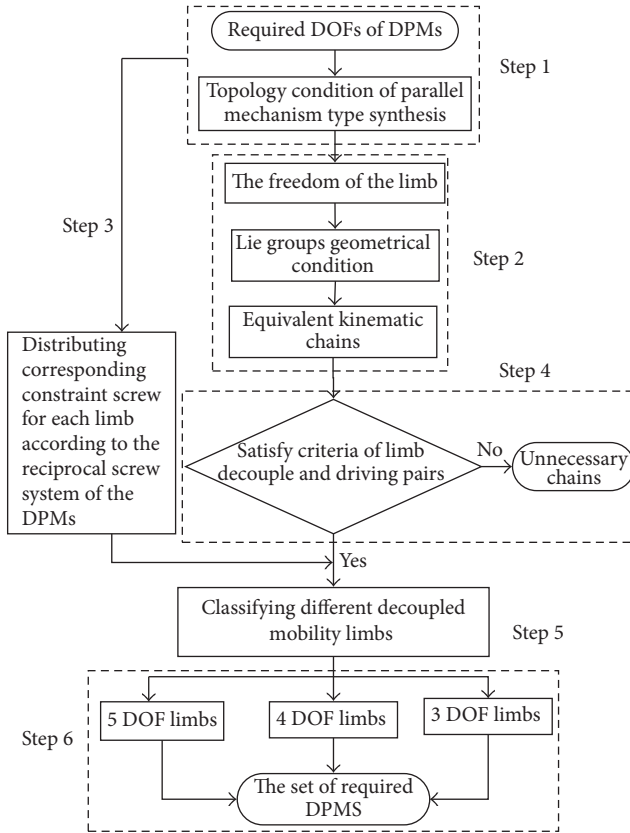 Required DOFs of DPMs
Step 1
Topology condition of parallel
mechanism type synthesis
The freedom of the limb
Step 3
Lie groups geometrical
condition
Step 2
Equivalent kinematic
chains
Distributing
corresponding
constraint screw
for each limb
according to the
reciprocal screw
system of the
DPMs
Step 4
Satisfy criteria of limb
decouple and driving pairs
No
Unnecessary
chains
Yes
Classifying different decoupled
mobility limbs
Step 5
5 DOF limbs
4 DOF limbs
3 DOF limbs
Step 6
The set of required
DPMS